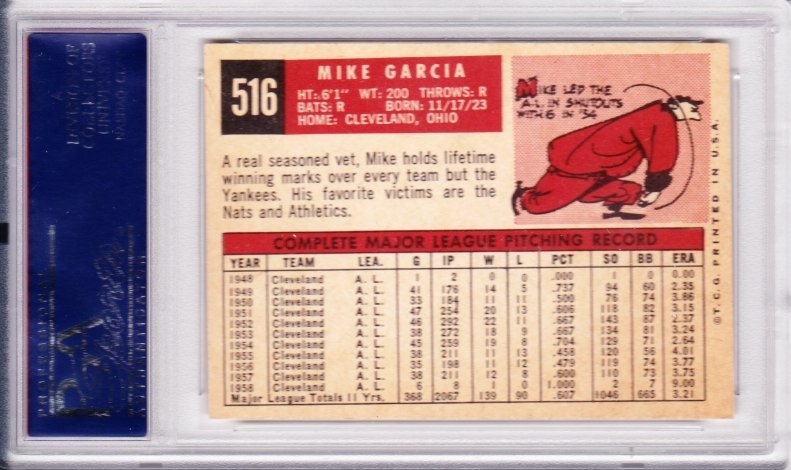 516
MIKE GARCIA
HT: 6'1" WT: 200 THROWS: R
BATS: R BORN: 11/17/23
HOME: CLEVELAND, OHIO
MIKE LED THE
A.L. IN SHUTOUTS
WITH 6 IN '54
A real seasoned vet, Mike holds lifetime
winning marks over every team but the
Yankees. His favorite victims are the
Nats and Athletics.
COMPLETE MAJOR LEAGUE PITCHING RECORD
YEAR TEAM LEA. G IP W L PCT SO BB ERA
1948 Cleveland A. L. 1 2 0 0 .000 1 0 0.00
1949 Cleveland A. L. 41 176 14 5 .737 94 60 2.35
1950 Cleveland A. L. 33 184 11 11 .500 76 74 3.86
1951 Cleveland A. L. 47 254 20 13 .606 118 82 3.15
1952 Cleveland A. L. 46 292 22 11 .667 143 87 2.37
1953 Cleveland A. L. 38 272 18 9 .667 134 81 3.24
1954 Cleveland A. L. 45 259 19 8 .704 129 71 2.64
1955 Cleveland A. L. 38 211 11 13 .458 120 56 4.01
1956 Cleveland A. L. 35 198 11 12 .479 119 74 3.77
1957 Cleveland A. L. 38 211 12 8 .600 110 73 3.75
1958 Cleveland A. L. 6 8 1 0 1.000 2 7 9.00
Major League Totals 11 Yrs. 368 2067 139 90 .607 1046 665 3.21
©T.C.G. PRINTED IN U.S.A.
PSA